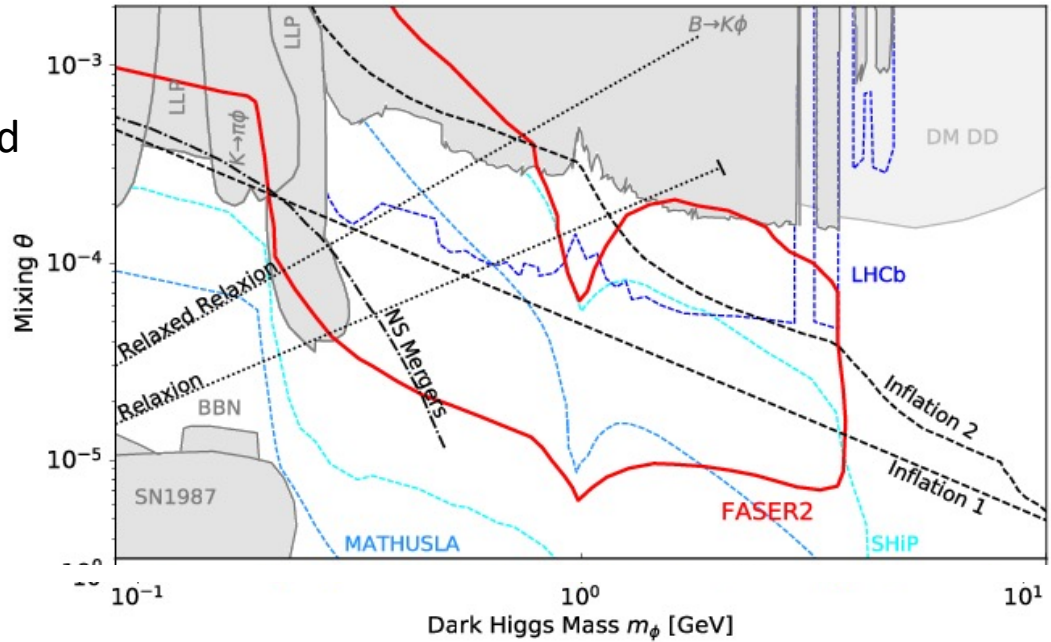 d
10⁻³
10⁻⁴
10⁻⁵
Mixing θ
LLP
LLP
K→πϕ
B→Kϕ
DM DD
LHCb
Relaxed Relaxion
Relaxion
NS Mergers
BBN
SN1987
MATHUSLA
FASER2
SHiP
Inflation 2
Inflation 1
10⁻¹
10⁰
10¹
Dark Higgs Mass mϕ [GeV]